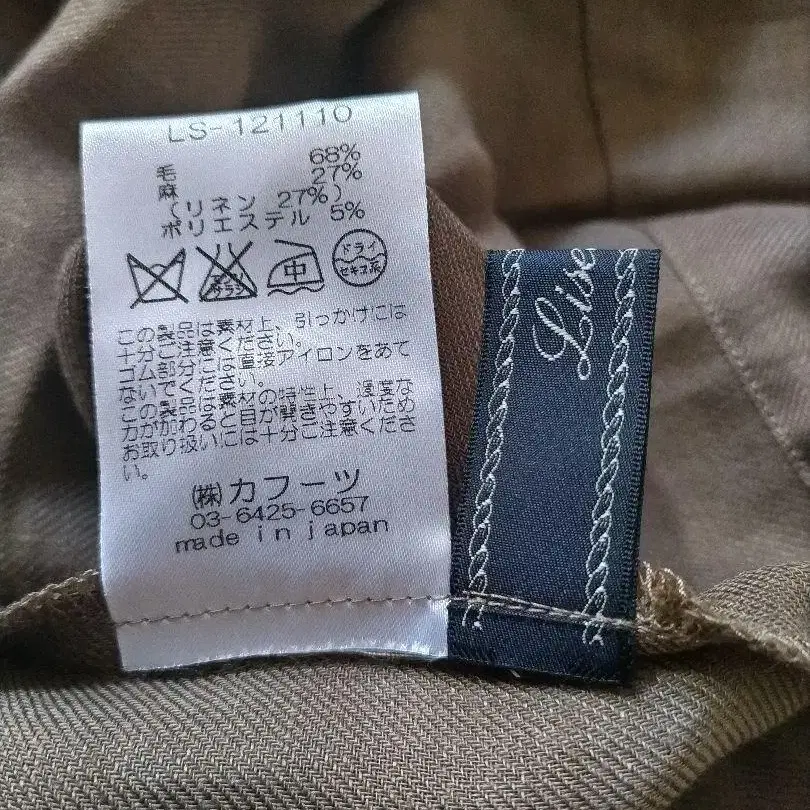 LS-121110
毛 68%
麻 27%
(リネン 27%)
ポリエステル 5%
中
ドライ
セキユ系
この製品は素材上、引っかけには
十分ご注意ください。
ゴム部分には直接アイロンをあて
ないでください。
この製品は素材の特性上、過度な
力が加わると目が開きやすいため
お取り扱いには十分ご注意くださ
い。
(株)カフーツ
03-6425-6657
made in japan
Lise